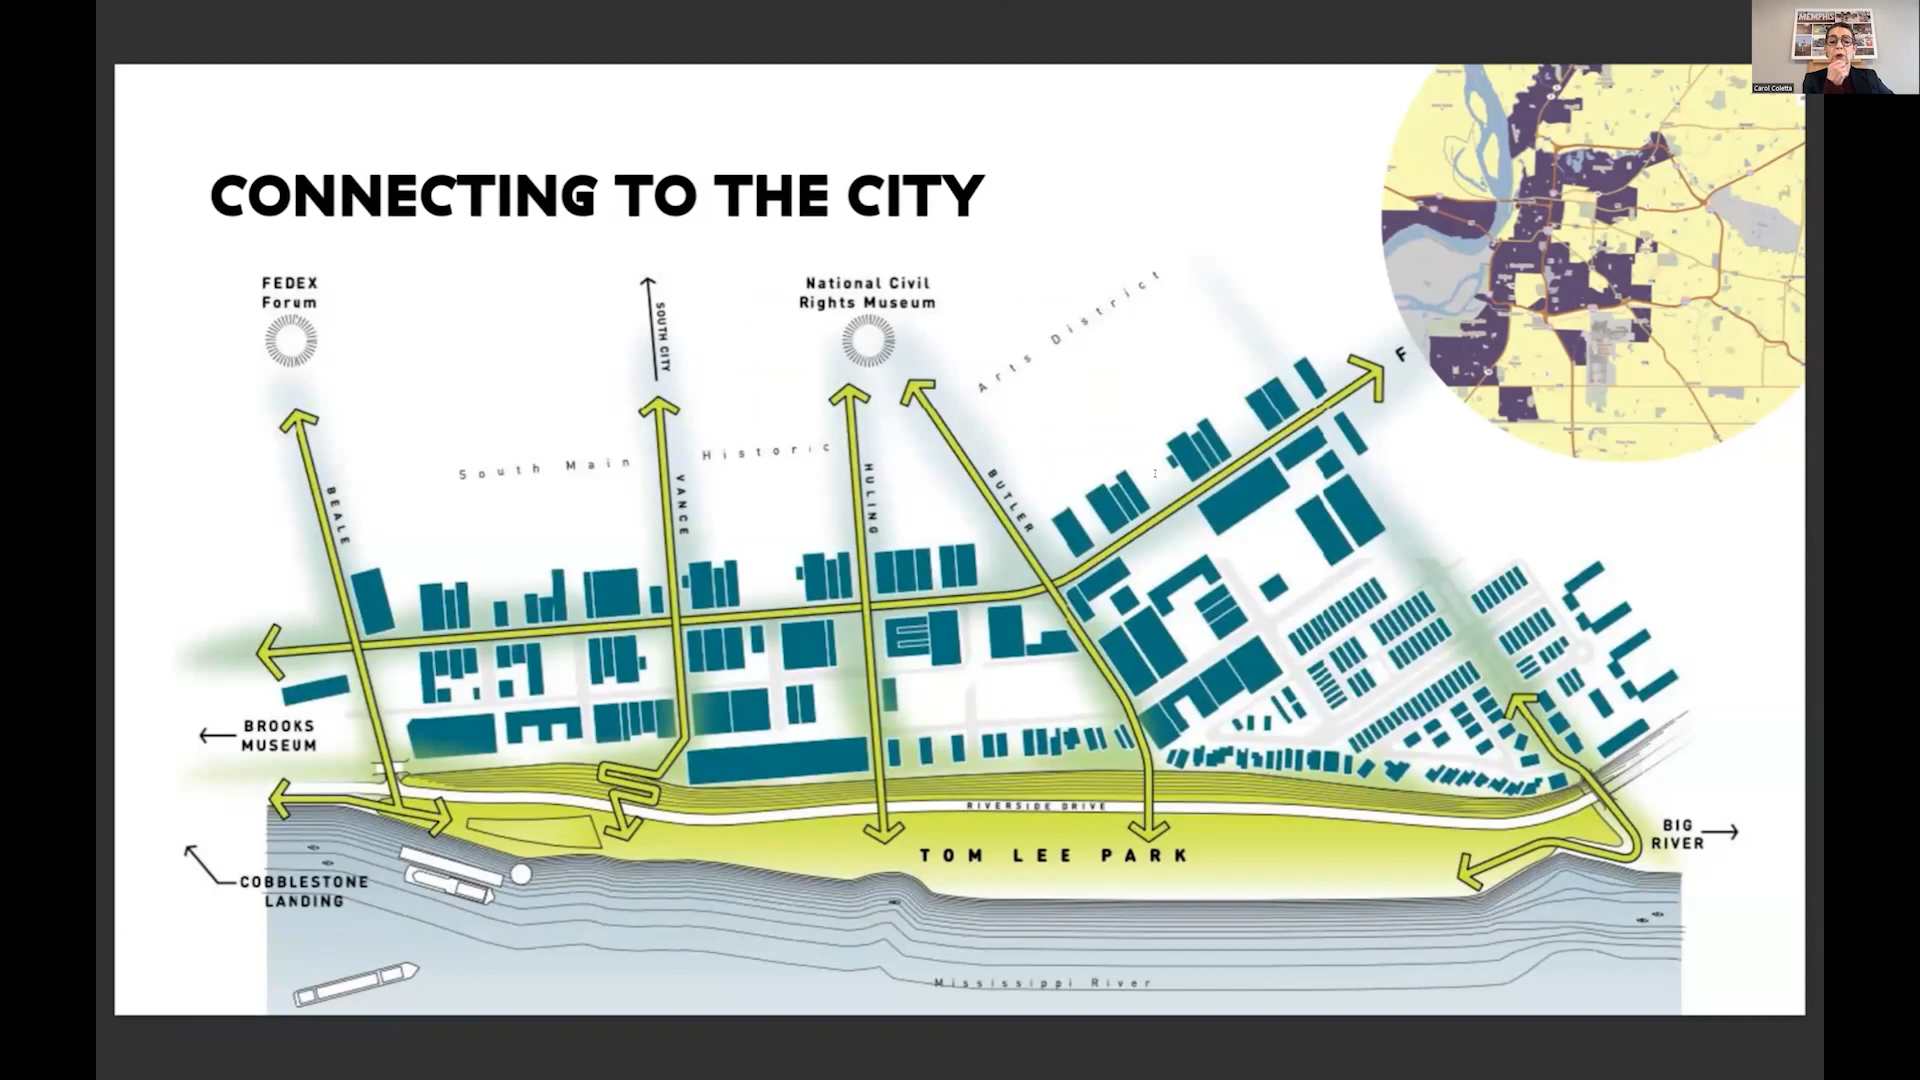 Carol Coletta
MEMPHIS
CONNECTING TO THE CITY
FEDEX
Forum
SOUTH CITY
National Civil
Rights Museum
Arts District
F
South Main Historic
BEALE
VANCE
HULING
BUTLER
BROOKS
MUSEUM
RIVERSIDE DRIVE
TOM LEE PARK
BIG
RIVER
COBBLESTONE
LANDING
Mississippi River